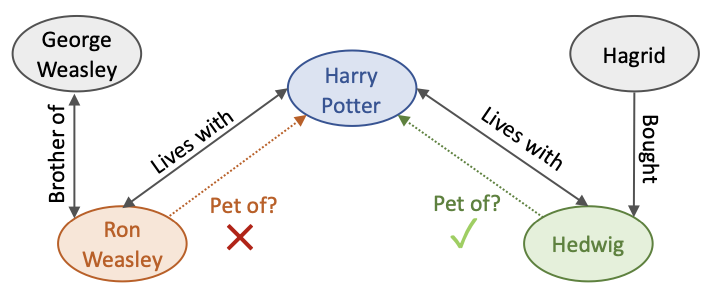 George
Weasley
Harry
Potter
Hagrid
Brother of
Lives with
Lives with
Bought
Pet of?
Pet of?
Ron
Weasley
Hedwig